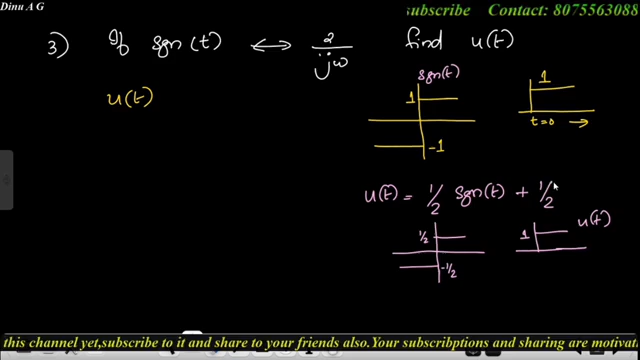 Dinu A G
subscribe Contact: 8075563088
3) If sgn(t) ↔ 2/jω find u(t)
u(t)
sgn(t)
1
-1
1
t=0 →
u(t) = 1/2 sgn(t) + 1/2
1/2
-1/2
1
u(t)
this channel yet,subscribe to it and share to your friends also.Your subscribptions and sharing are motivat